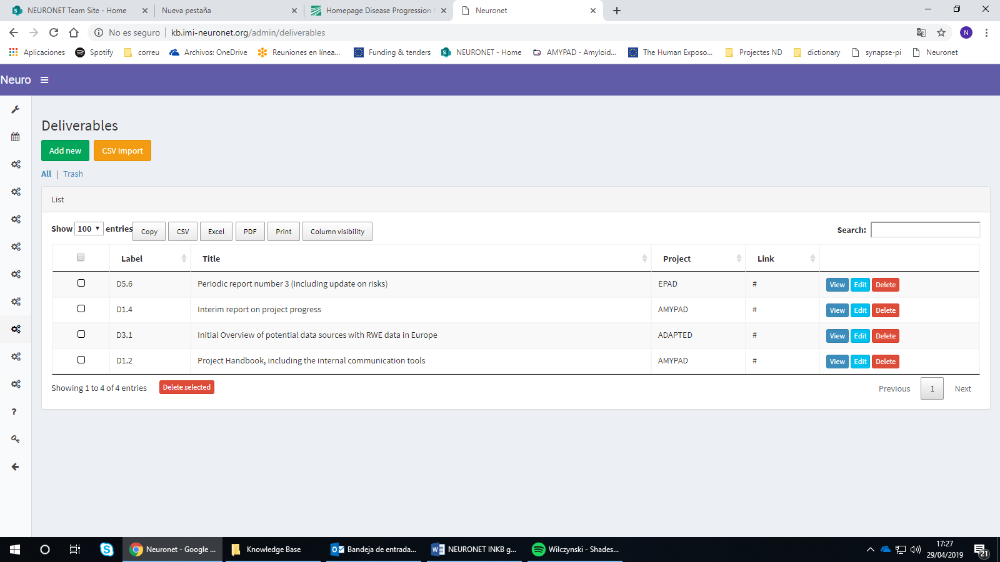 NEURONET Team Site - Home
Nueva pestaña
Homepage Disease Progression
Neuronet
No es seguro | kb.imi-neuronet.org/admin/deliverables
N
Aplicaciones
Spotify
correu
Archivos: OneDrive
Reuniones en línea...
Funding & tenders
NEURONET - Home
AMYPAD - Amyloid...
The Human Exposo...
Projectes ND
dictionary
synapse-pi
Neuronet
Neuro
Deliverables
Add new
CSV Import
All | Trash
List
Show 100 entries
Copy
CSV
Excel
PDF
Print
Column visibility
Search:
Label Title Project Link
D5.6 Periodic report number 3 (including update on risks) EPAD # View Edit Delete
D1.4 Interim report on project progress AMYPAD # View Edit Delete
D3.1 Initial Overview of potential data sources with RWE data in Europe ADAPTED # View Edit Delete
D1.2 Project Handbook, including the internal communication tools AMYPAD # View Edit Delete
Showing 1 to 4 of 4 entries
Delete selected
Previous 1 Next
Neuronet - Google ...
Knowledge Base
Bandeja de entrada...
NEURONET INKB g...
Wilczynski - Shades...
17:27
29/04/2019
21